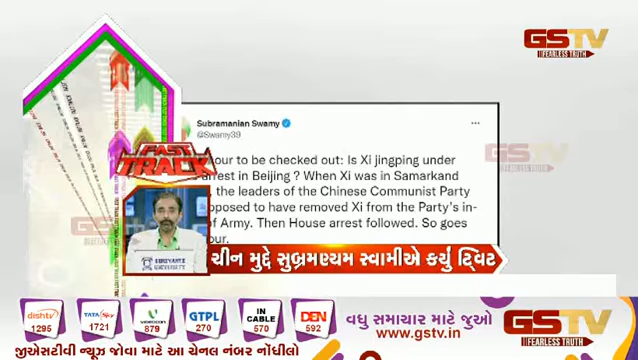 GSTV
FEARLESS TRUTH
Subramanian Swamy
@Swamy39
to be checked out: Is Xi jingping under
arrest in Beijing ? When Xi was in Samarkand
the leaders of the Chinese Communist Party
to have removed Xi from the Party's in-
of Army. Then House arrest followed. So goes
FAST
TRACK
GSTV
ચીન મુદ્દે સુબ્રમણ્યમ સ્વામીએ કર્યું ટ્વિટ
dishtv
1295
TATA Sky
1721
videocon
879
GTPL
270
IN
CABLE
570
DEN
592
વધુ સમાચાર માટે જુઓ
www.gstv.in
GSTV
FEARLESS TRUTH
જીએસટીવી ન્યૂઝ જોવા માટે આ ચેનલ નંબર નોંધીલો